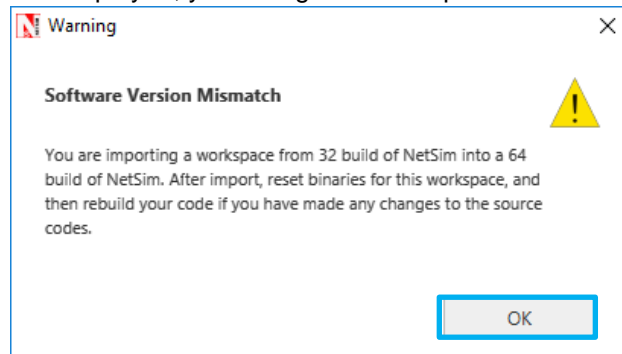 Warning
Software Version Mismatch
You are importing a workspace from 32 build of NetSim into a 64
build of NetSim. After import, reset binaries for this workspace, and
then rebuild your code if you have made any changes to the source
codes.
OK